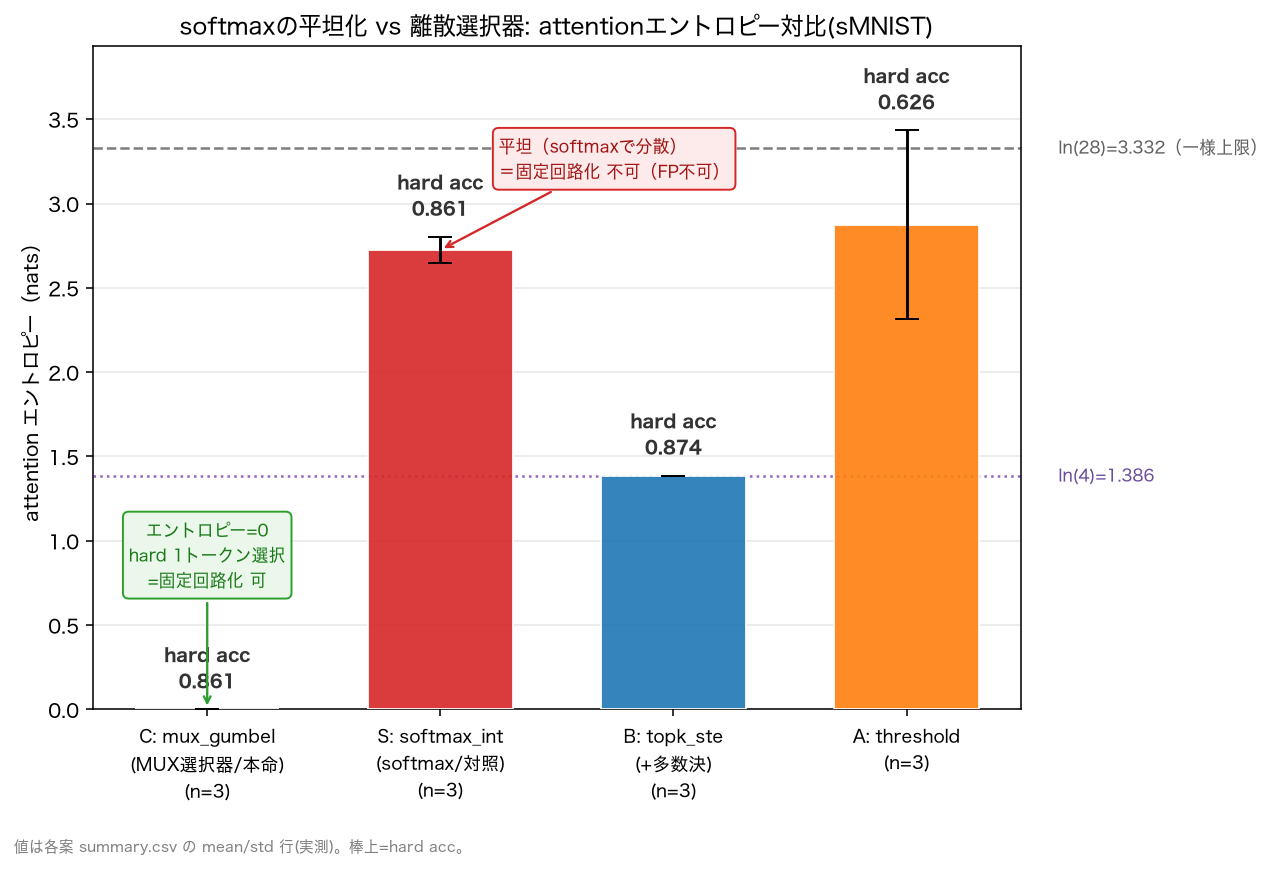 softmaxの平坦化 vs 離散選択器: attentionエントロピー対比(sMNIST)
attention エントロピー（nats）
3.5
3.0
2.5
2.0
1.5
1.0
0.5
0.0
hard acc
0.861
hard acc
0.861
hard acc
0.874
hard acc
0.626
平坦（softmaxで分散）
＝固定回路化 不可（FP不可）
エントロピー=0
hard 1トークン選択
=固定回路化 可
ln(28)=3.332（一様上限）
ln(4)=1.386
C: mux_gumbel
(MUX選択器/本命)
(n=3)
S: softmax_int
(softmax/対照)
(n=3)
B: topk_ste
(+多数決)
(n=3)
A: threshold
(n=3)
値は各案 summary.csv の mean/std 行(実測)。棒上=hard acc。